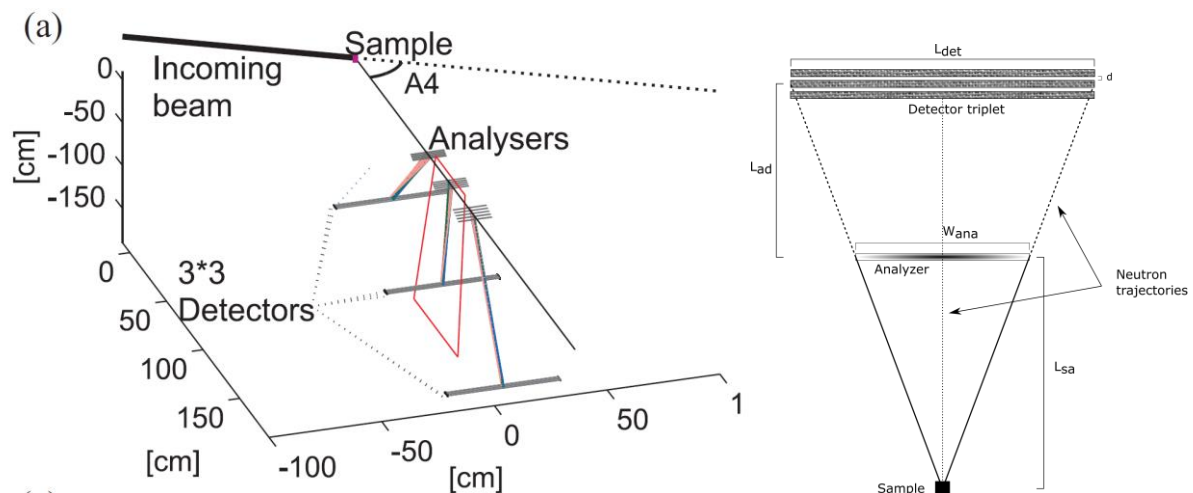 (a)
Sample
Incoming
beam
A4
Analysers
3*3
Detectors
0
-50
-100
-150
[cm]
0
50
100
150
[cm]
-100
-50
0
50
1
[cm]
Ldet
d
Detector triplet
Lad
Wana
Analyzer
Neutron
trajectories
Lsa
Sample